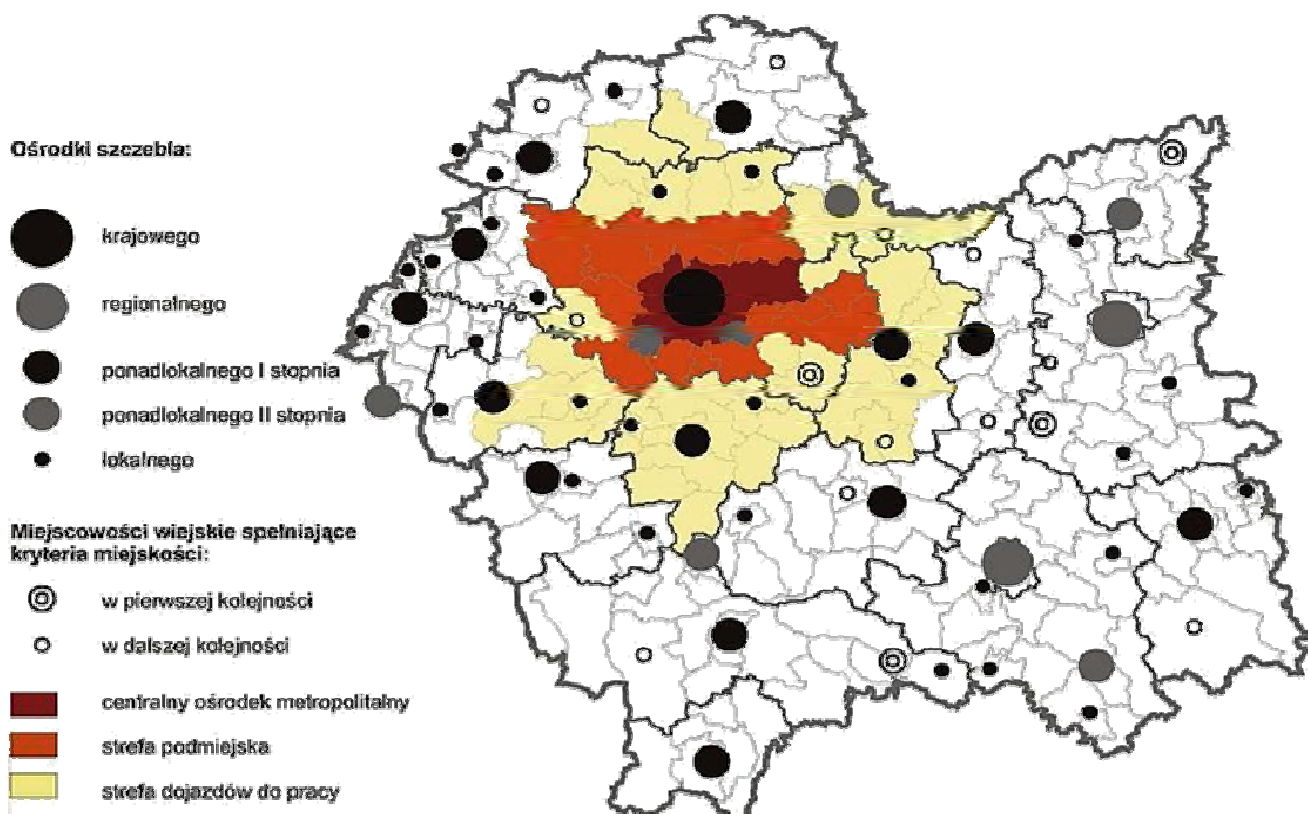 Ośrodki szczebla:
krajowego
regionalnego
ponadlokalnego I stopnia
ponadlokalnego II stopnia
lokalnego
Miejscowości wiejskie spełniające
kryteria miejskości:
w pierwszej kolejności
w dalszej kolejności
centralny ośrodek metropolitalny
strefa podmiejska
strefa dojazdów do pracy